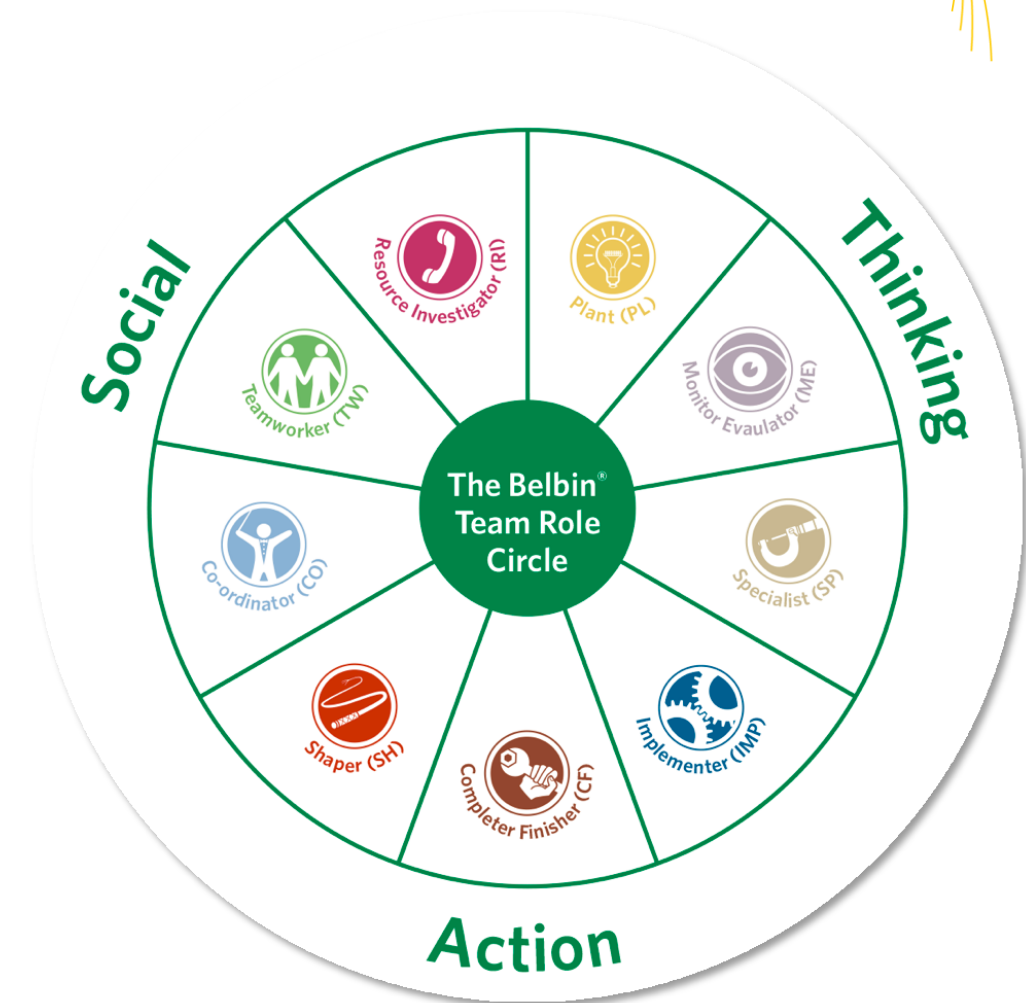 Social
Thinking
Action
The Belbin®
Team Role
Circle
Resource Investigator (RI)
Plant (PL)
Teamworker (TW)
Monitor Evaulator (ME)
Co-ordinator (CO)
Specialist (SP)
Shaper (SH)
Implementer (IMP)
Completer Finisher (CF)